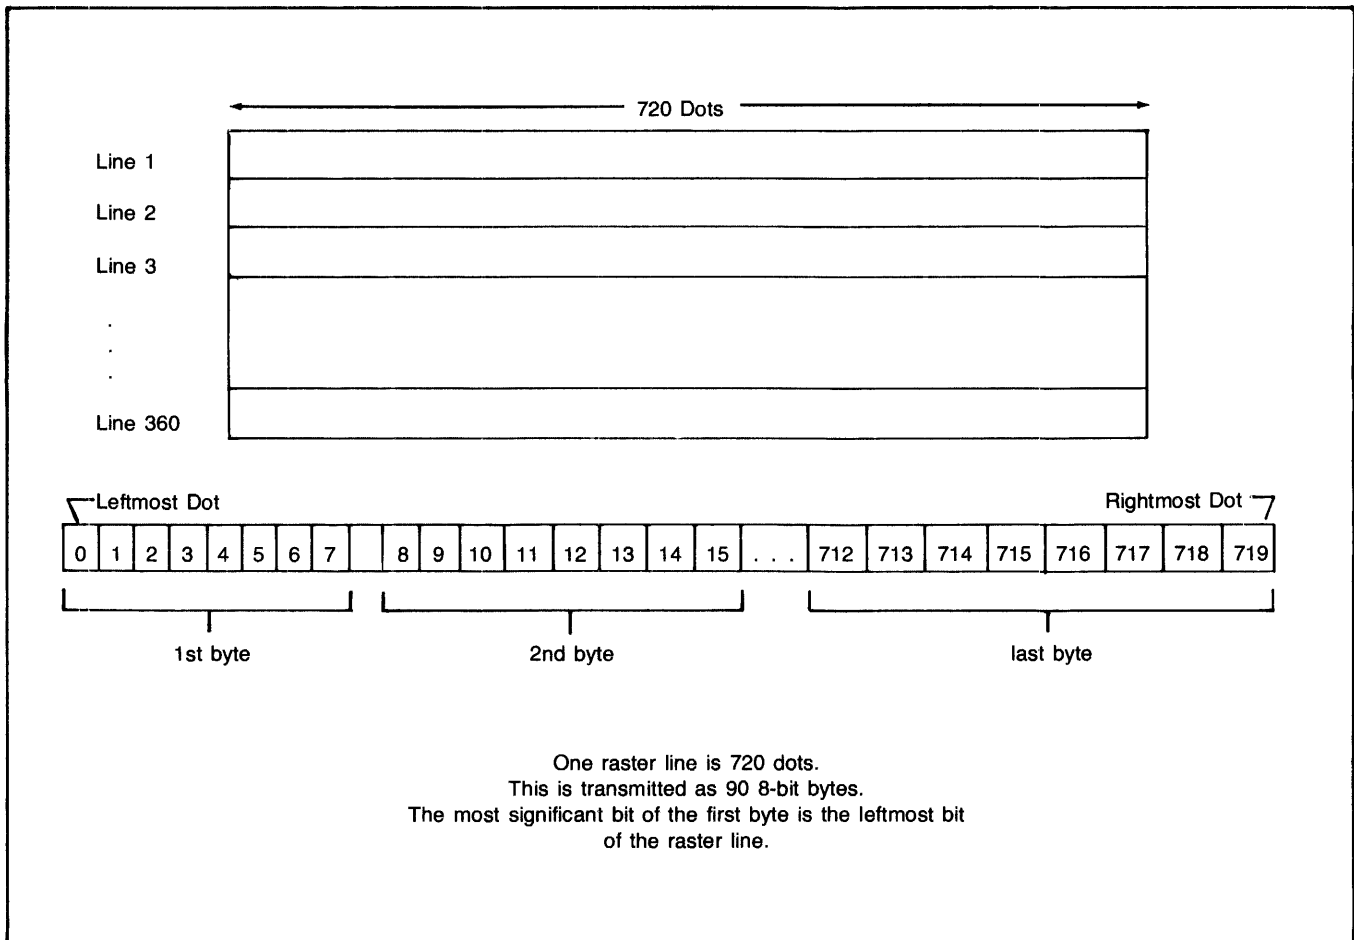 720 Dots
Line 1
Line 2
Line 3
.
.
.
Line 360
Leftmost Dot
Rightmost Dot
0 1 2 3 4 5 6 7 8 9 10 11 12 13 14 15 . . . 712 713 714 715 716 717 718 719
1st byte 2nd byte last byte
One raster line is 720 dots.
This is transmitted as 90 8-bit bytes.
The most significant bit of the first byte is the leftmost bit
of the raster line.